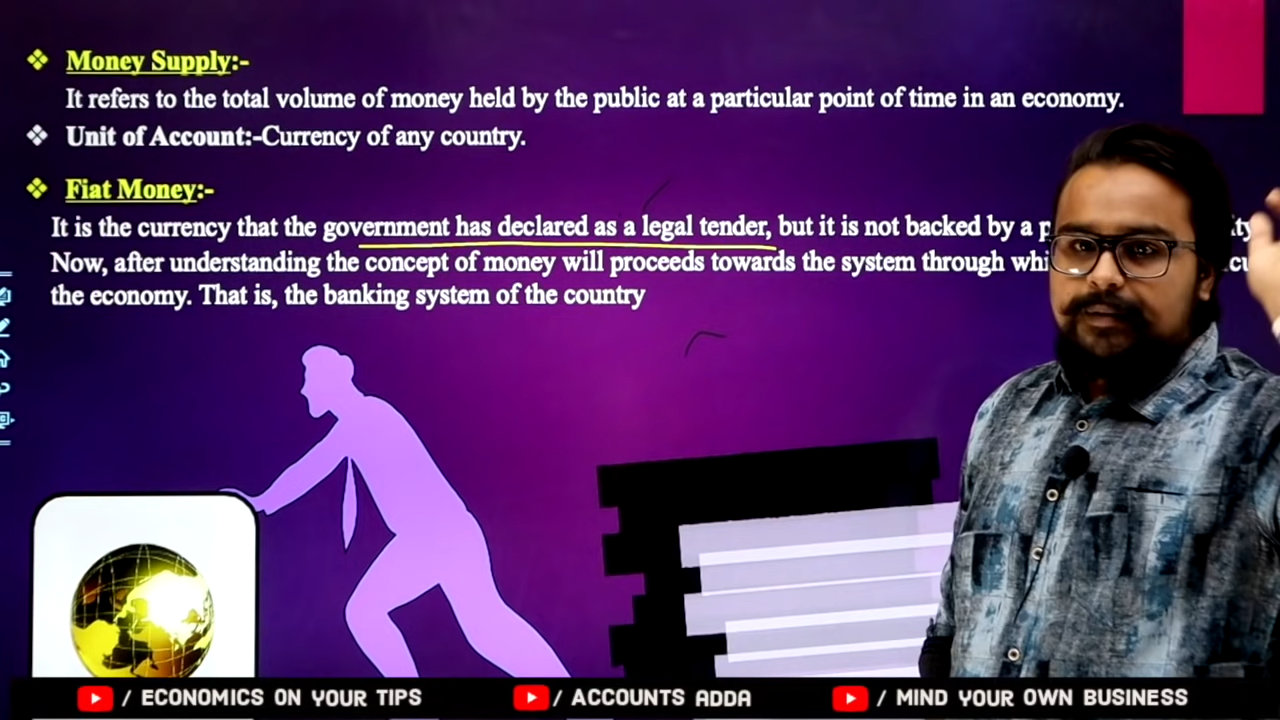 Money Supply:-
It refers to the total volume of money held by the public at a particular point of time in an economy.
Unit of Account:-Currency of any country.
Fiat Money:-
It is the currency that the government has declared as a legal tender, but it is not backed by a
Now, after understanding the concept of money will proceeds towards the system through
the economy. That is, the banking system of the country
/ ECONOMICS ON YOUR TIPS
/ ACCOUNTS ADDA
/ MIND YOUR OWN BUSINESS